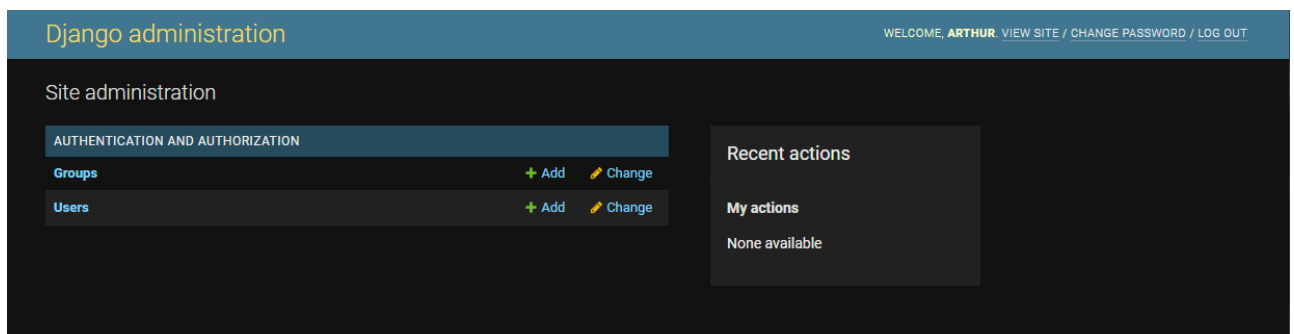 Django administration
WELCOME, ARTHUR. VIEW SITE / CHANGE PASSWORD / LOG OUT
Site administration
AUTHENTICATION AND AUTHORIZATION
Groups + Add Change
Users + Add Change
Recent actions
My actions
None available